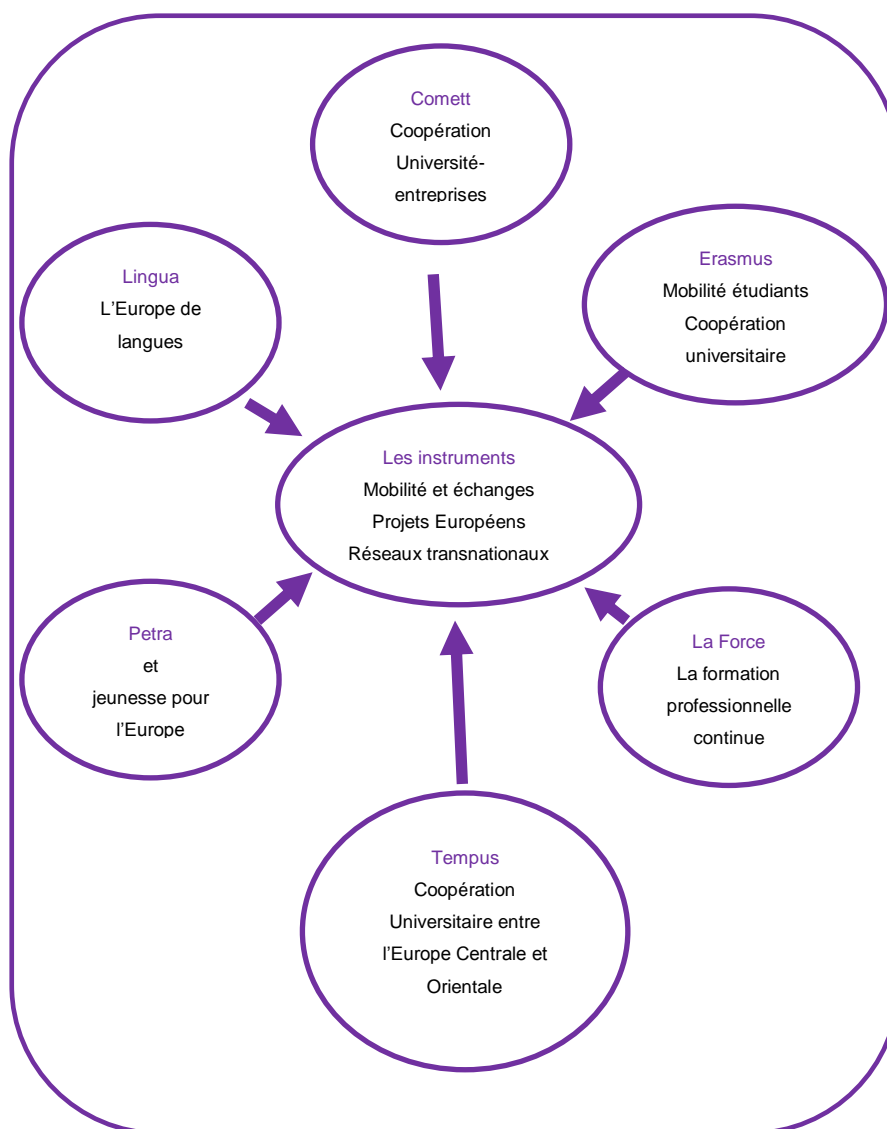 Comett
Coopération
Université-
entreprises
Lingua
L'Europe de
langues
Erasmus
Mobilité étudiants
Coopération
universitaire
Les instruments
Mobilité et échanges
Projets Européens
Réseaux transnationaux
Petra
et
jeunesse pour
l'Europe
La Force
La formation
professionnelle
continue
Tempus
Coopération
Universitaire entre
l'Europe Centrale et
Orientale